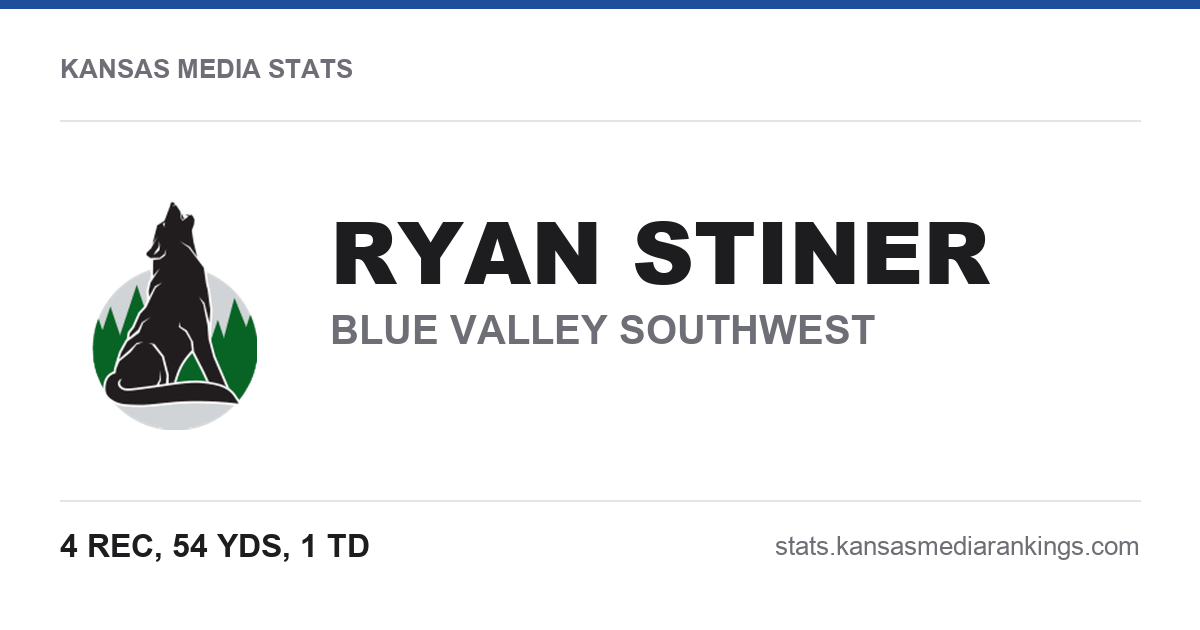 KANSAS MEDIA STATS
RYAN STINER
BLUE VALLEY SOUTHWEST
4 REC, 54 YDS, 1 TD
stats.kansasmediarankings.com